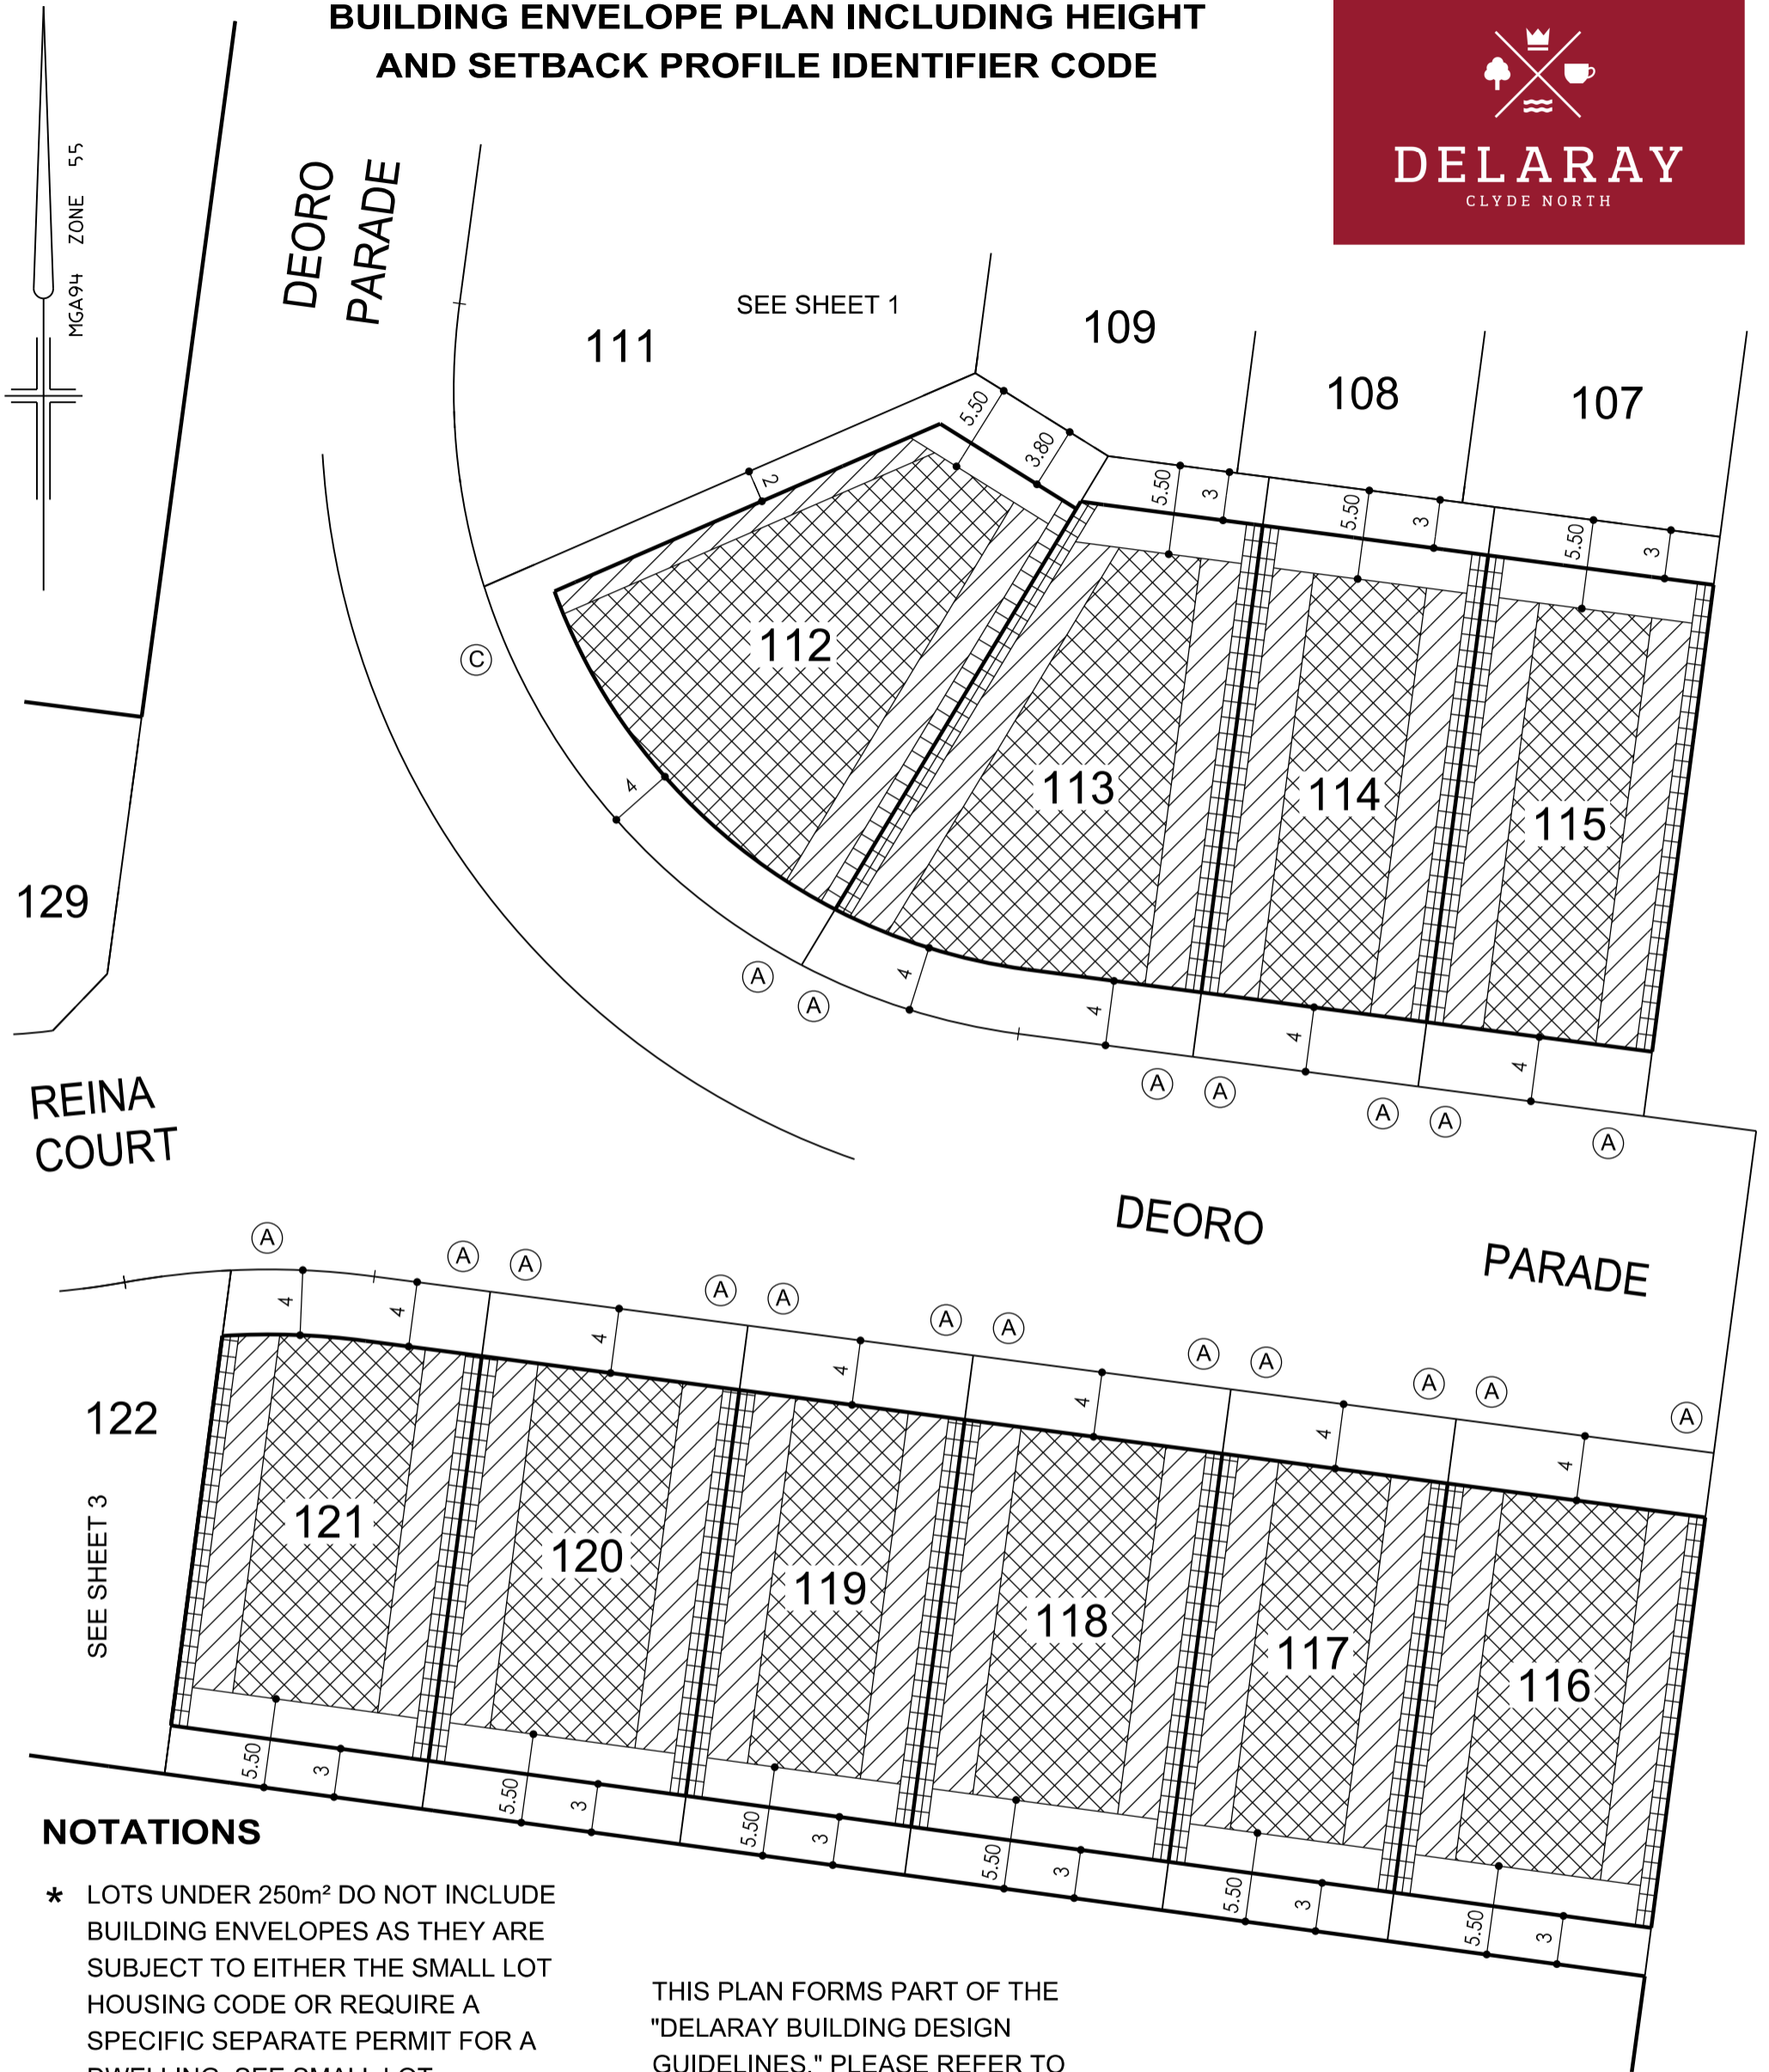 BUILDING ENVELOPE PLAN INCLUDING HEIGHT
AND SETBACK PROFILE IDENTIFIER CODE
DELARAY
CLYDE NORTH
MGA94 ZONE 55
DEORO
PARADE
SEE SHEET 1
111
109
108
107
5.50
3.80
2
5.50
3
5.50
3
5.50
3
112
113
114
115
C
4
4
4
4
4
129
A
A
A
A
A
A
A
REINA
COURT
DEORO
PARADE
A
A
A
A
A
A
A
A
A
A
A
A
4
4
4
4
4
4
4
122
SEE SHEET 3
121
120
119
118
117
116
5.50
3
5.50
3
5.50
3
5.50
3
5.50
3
5.50
3
NOTATIONS
* LOTS UNDER 250m² DO NOT INCLUDE
BUILDING ENVELOPES AS THEY ARE
SUBJECT TO EITHER THE SMALL LOT
HOUSING CODE OR REQUIRE A
SPECIFIC SEPARATE PERMIT FOR A
DWELLING. SEE SMALL LOT
THIS PLAN FORMS PART OF THE
"DELARAY BUILDING DESIGN
GUIDELINES." PLEASE REFER TO